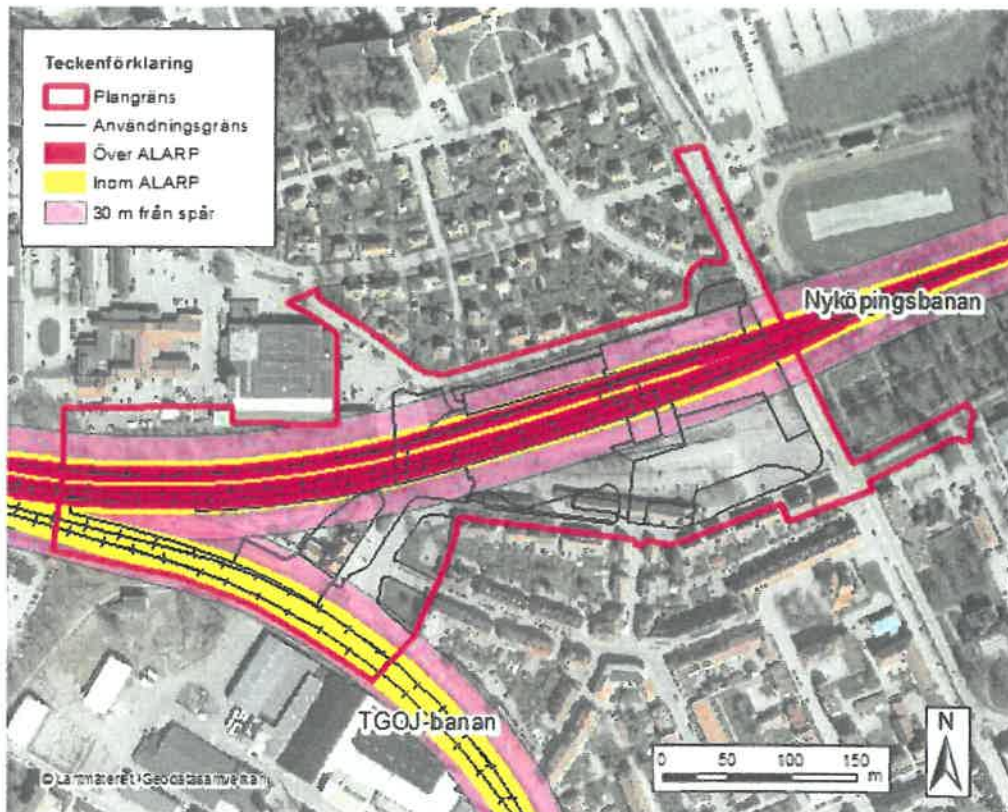 Teckenförklaring
Plangräns
Användningsgräns
Över ALARP
Inom ALARP
30 m från spår
Nyköpingsbanan
TGOJ-banan
N
0 50 100 150
m
© Lantmäteriet, Geodatasamverkan